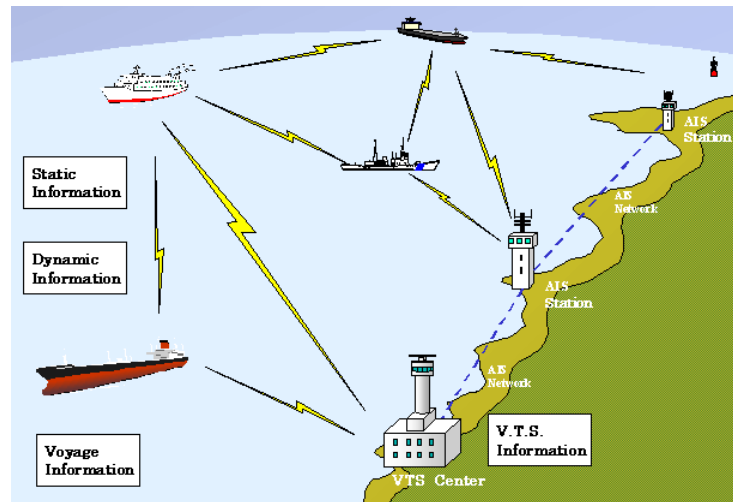 AIS
Station
Static
Information
AIS
Network
Dynamic
Information
AIS
Station
AIS
Network
Voyage
Information
V.T.S.
Information
VTS Center